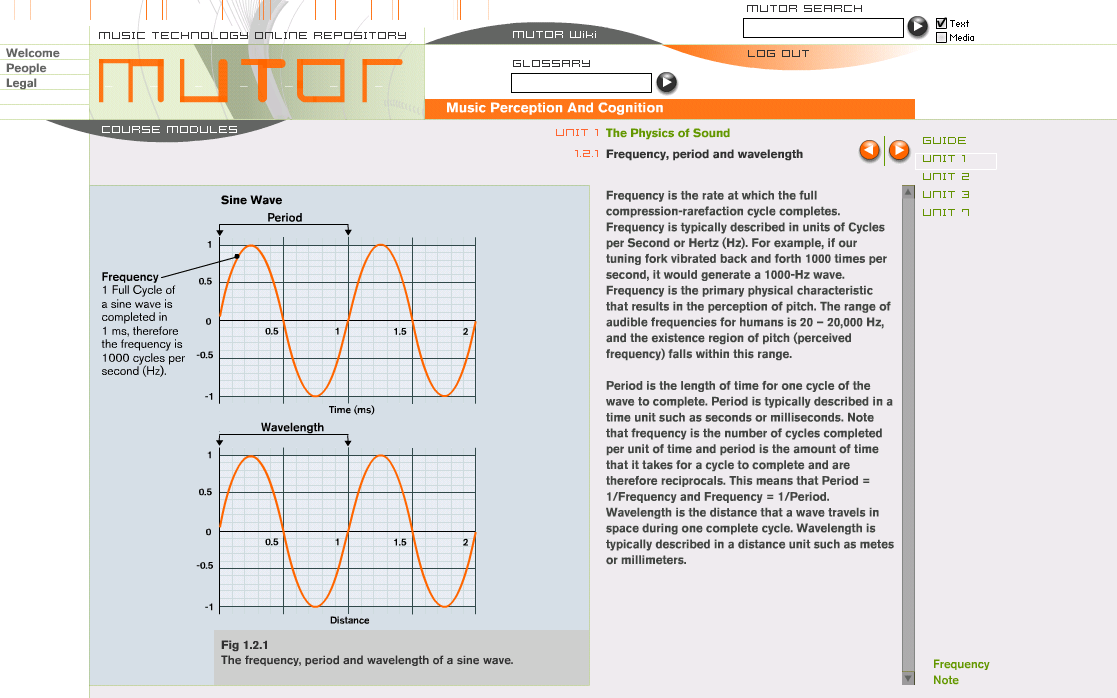 MUTOR SEARCH
Text
Media
MUSIC TECHNOLOGY ONLINE REPOSITORY
MUTOR Wiki
LOG OUT
Welcome
People
Legal
MUTOR
GLOSSARY
Music Perception And Cognition
COURSE MODULES
UNIT 1 The Physics of Sound
1.2.1 Frequency, period and wavelength
GUIDE
UNIT 1
UNIT 2
UNIT 3
UNIT 7
Sine Wave
Period
1
0.5
0
-0.5
-1
0.5
1
1.5
2
Time (ms)
Frequency
1 Full Cycle of
a sine wave is
completed in
1 ms, therefore
the frequency is
1000 cycles per
second (Hz).
Wavelength
1
0.5
0
-0.5
-1
0.5
1
1.5
2
Distance
Fig 1.2.1
The frequency, period and wavelength of a sine wave.
Frequency is the rate at which the full
compression-rarefaction cycle completes.
Frequency is typically described in units of Cycles
per Second or Hertz (Hz). For example, if our
tuning fork vibrated back and forth 1000 times per
second, it would generate a 1000-Hz wave.
Frequency is the primary physical characteristic
that results in the perception of pitch. The range of
audible frequencies for humans is 20 – 20,000 Hz,
and the existence region of pitch (perceived
frequency) falls within this range.
Period is the length of time for one cycle of the
wave to complete. Period is typically described in a
time unit such as seconds or milliseconds. Note
that frequency is the number of cycles completed
per unit of time and period is the amount of time
that it takes for a cycle to complete and are
therefore reciprocals. This means that Period =
1/Frequency and Frequency = 1/Period.
Wavelength is the distance that a wave travels in
space during one complete cycle. Wavelength is
typically described in a distance unit such as metes
or millimeters.
Frequency
Note